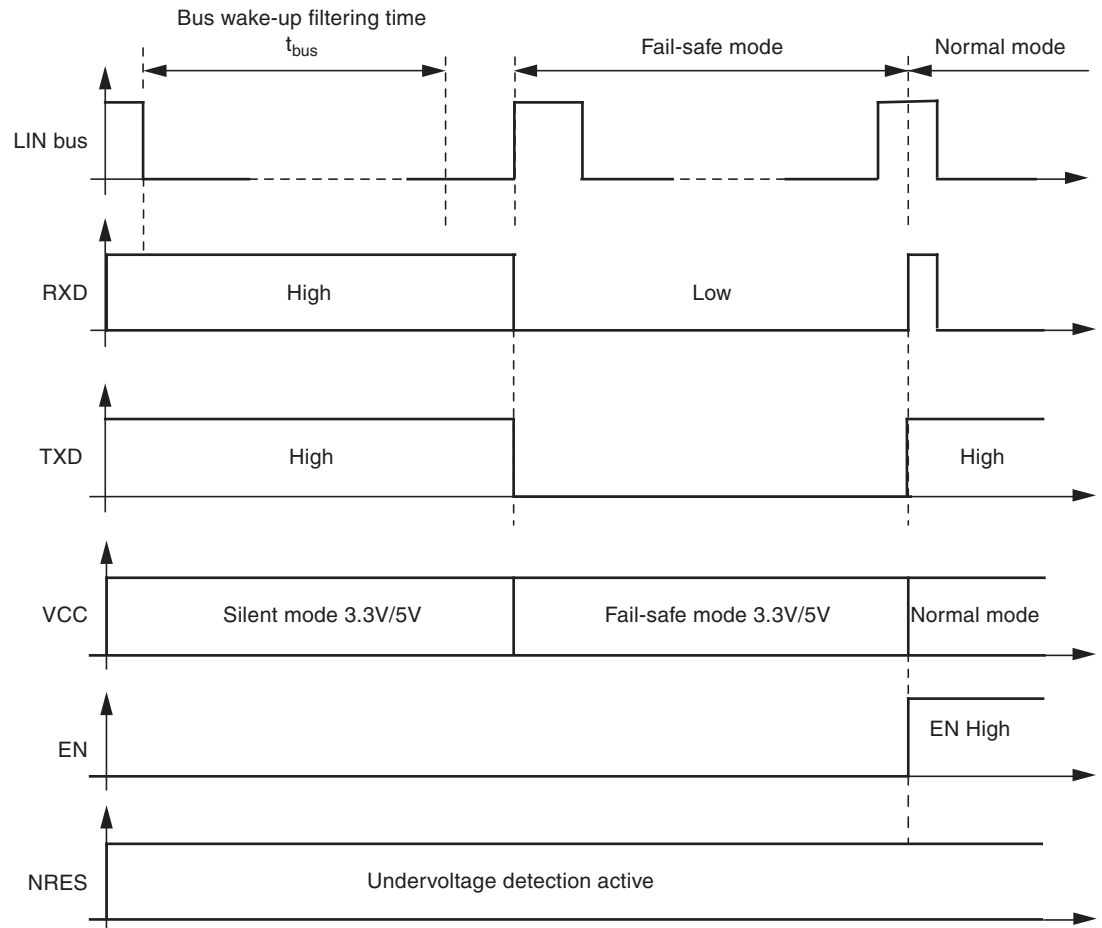 Bus wake-up filtering time
tbus
Fail-safe mode
Normal mode
LIN bus
RXD
High
Low
TXD
High
High
VCC
Silent mode 3.3V/5V
Fail-safe mode 3.3V/5V
Normal mode
EN
EN High
NRES
Undervoltage detection active